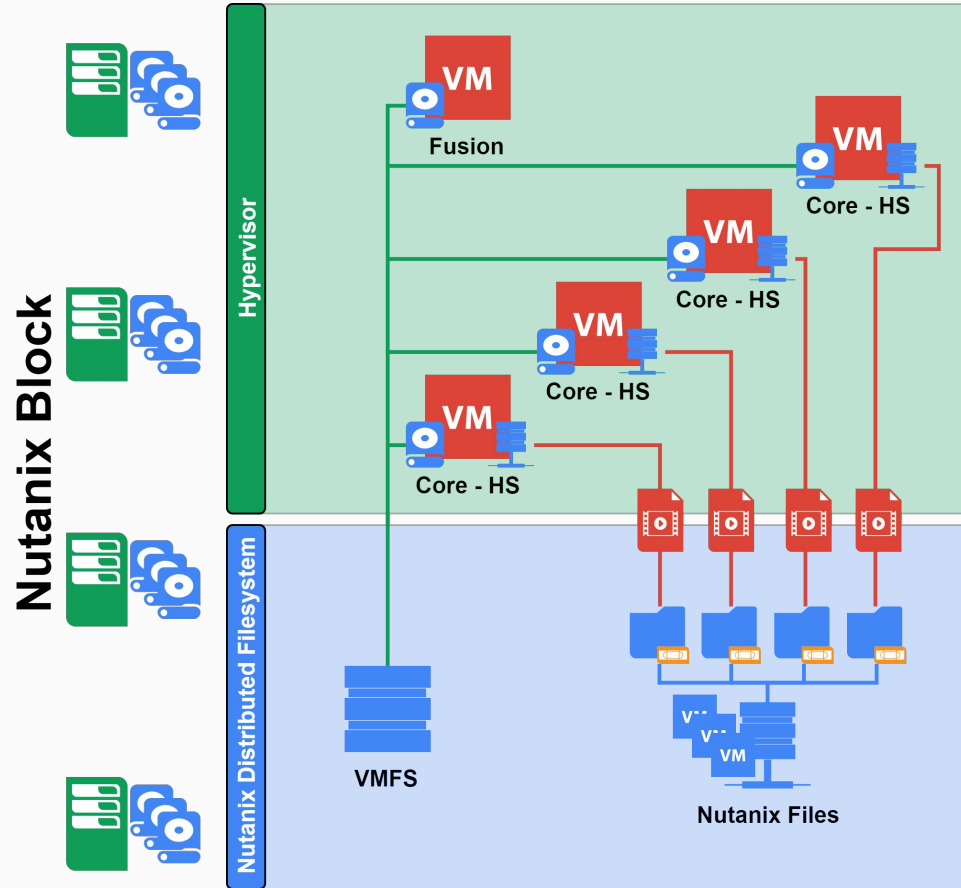 Nutanix Block
Hypervisor
VM
Fusion
VM
Core - HS
VM
Core - HS
VM
Core - HS
VM
Core - HS
Nutanix Distributed Filesystem
VMFS
VM
VM
VM
Nutanix Files